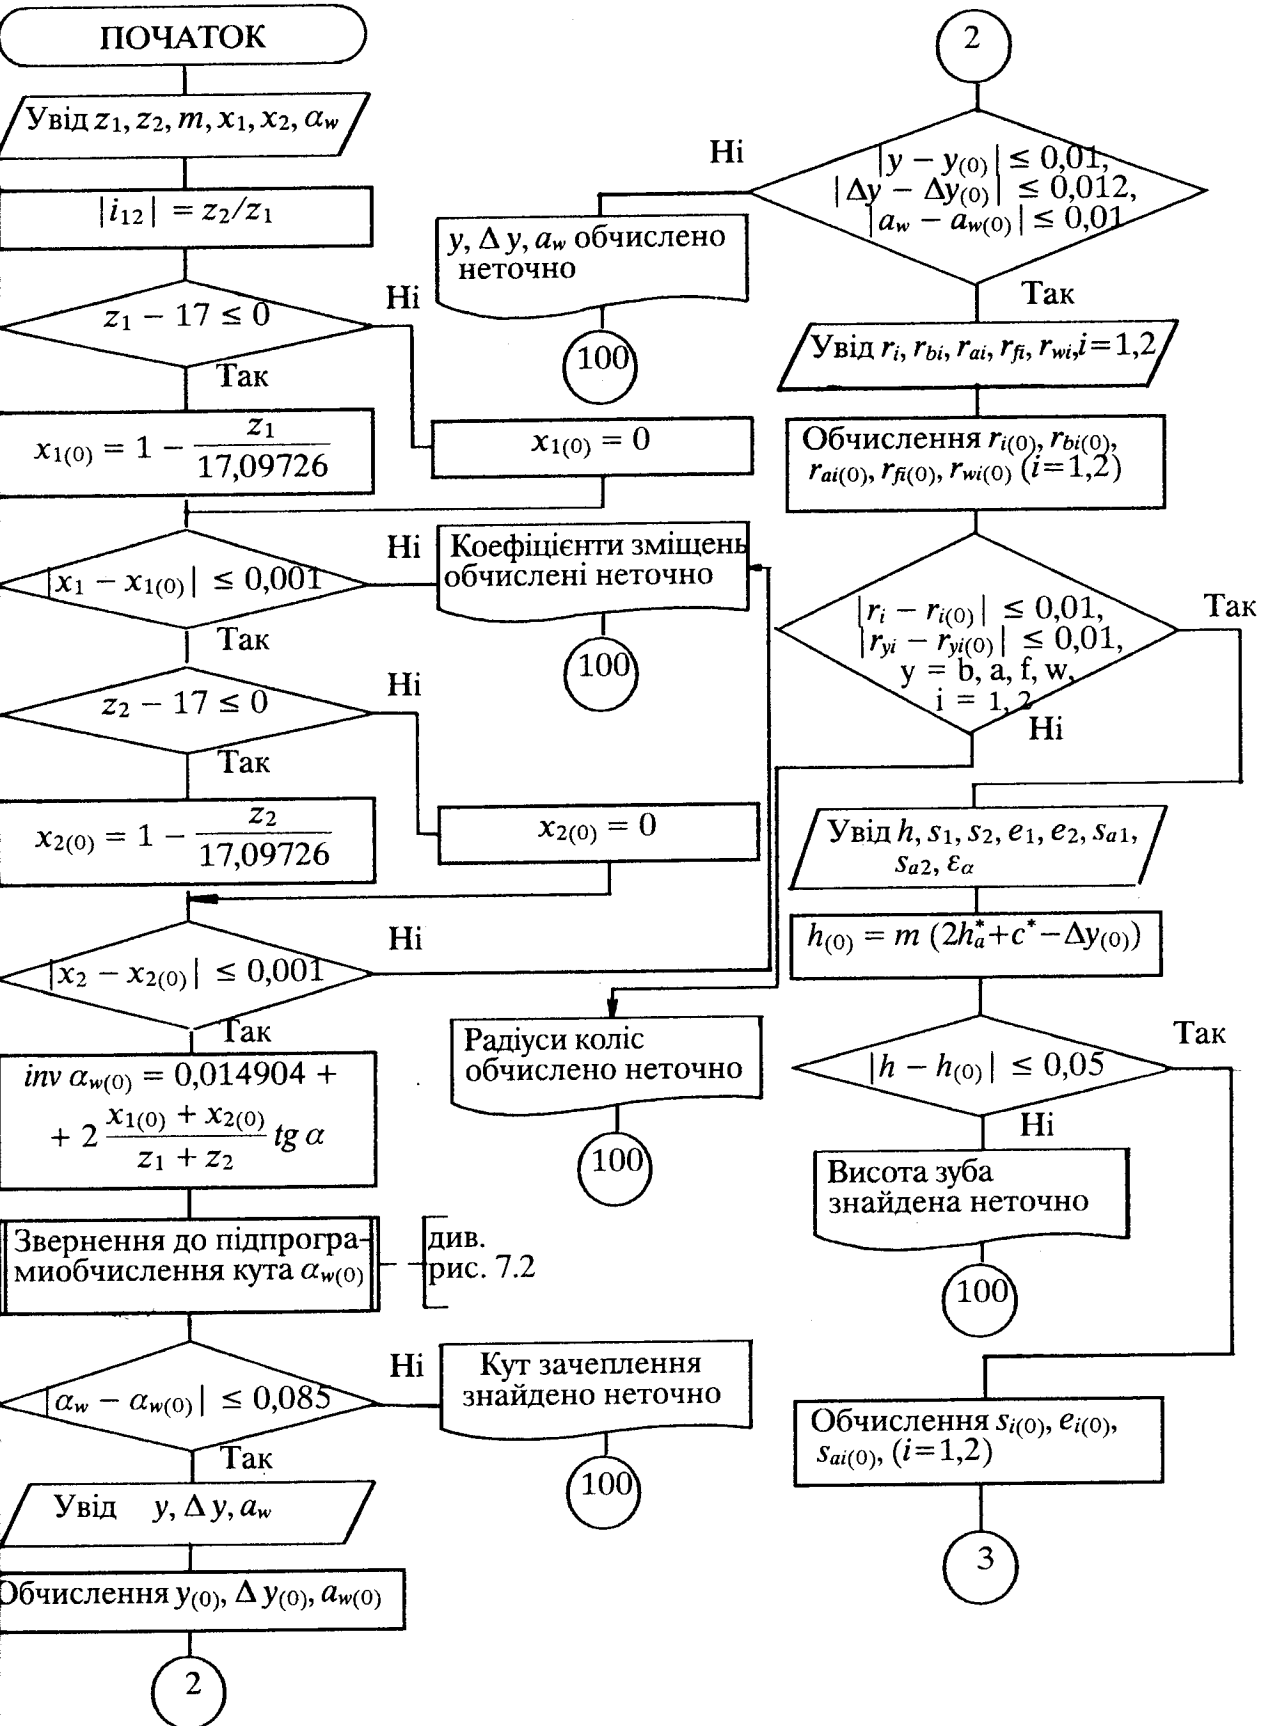 ПОЧАТОК
Увід z1, z2, m, x1, x2, αw
|i12| = z2/z1
z1 − 17 ≤ 0
Ні
Так
x1(0) = 1 − z1/17,09726
x1(0) = 0
|x1 − x1(0)| ≤ 0,001
Ні
Коефіцієнти зміщень
обчислені неточно
100
Так
z2 − 17 ≤ 0
Ні
Так
x2(0) = 1 − z2/17,09726
x2(0) = 0
|x2 − x2(0)| ≤ 0,001
Ні
Так
inv αw(0) = 0,014904 +
+ 2 (x1(0) + x2(0))/(z1 + z2) tg α
Звернення до підпрогра-
миобчислення кута αw(0)
див.
рис. 7.2
|αw − αw(0)| ≤ 0,085
Ні
Кут зачеплення
знайдено неточно
100
Так
Увід y, Δ y, aw
Обчислення y(0), Δ y(0), aw(0)
2
2
|y − y(0)| ≤ 0,01,
|Δy − Δy(0)| ≤ 0,012,
|aw − aw(0)| ≤ 0,01
Ні
y, Δ y, aw обчислено
неточно
100
Так
Увід ri, rbi, rai, rfi, rwi,i=1,2
Обчислення ri(0), rbi(0),
rai(0), rfi(0), rwi(0) (i=1,2)
|ri − ri(0)| ≤ 0,01,
|ryi − ryi(0)| ≤ 0,01,
y = b, a, f, w,
i = 1, 2
Так
Ні
Радіуси коліс
обчислено неточно
100
Увід h, s1, s2, e1, e2, sa1,
sa2, εα
h(0) = m (2ha*+c*−Δy(0))
|h − h(0)| ≤ 0,05
Так
Ні
Висота зуба
знайдена неточно
100
Обчислення si(0), ei(0),
sai(0), (i=1,2)
3